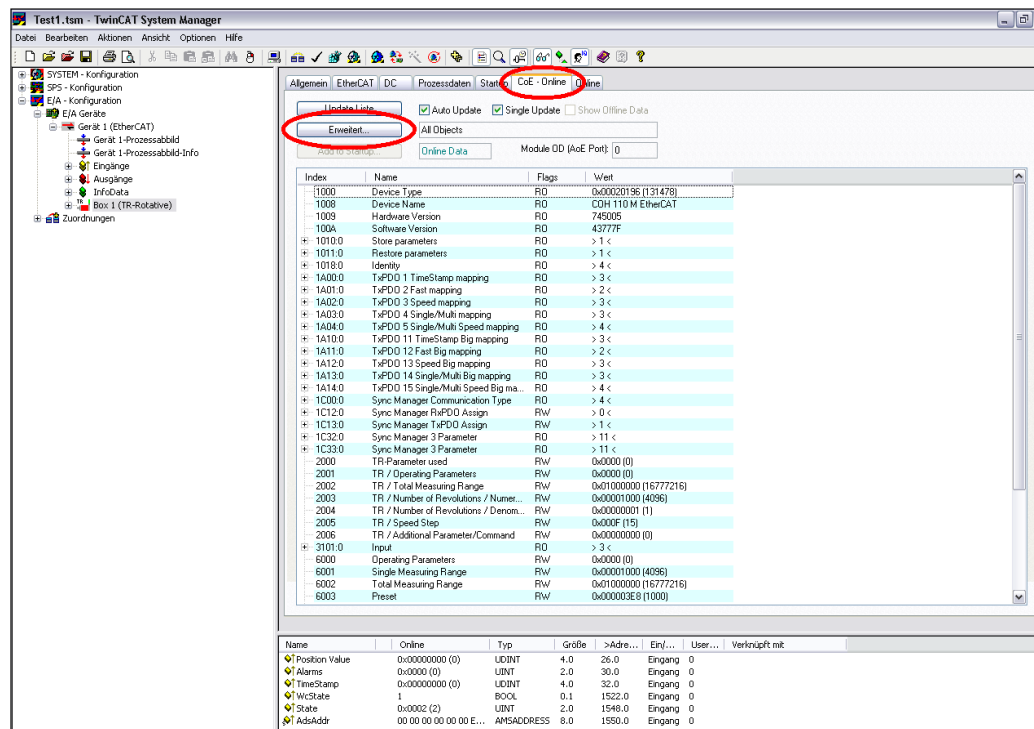 Test1.tsm - TwinCAT System Manager
Datei Bearbeiten Aktionen Ansicht Optionen Hilfe
SYSTEM - Konfiguration
SPS - Konfiguration
E/A - Konfiguration
E/A Geräte
Gerät 1 (EtherCAT)
Gerät 1-Prozessabbild
Gerät 1-Prozessabbild-Info
Eingänge
Ausgänge
InfoData
Box 1 (TR-Rotative)
Zuordnungen
Allgemein EtherCAT DC Prozessdaten Startup CoE - Online Online
Update Liste Auto Update Single Update Show Offline Data
Erweitert... All Objects
Add to Startup... Online Data Module OD (AoE Port): 0
Index Name Flags Wert
1000 Device Type RO 0x00020196 (131478)
1008 Device Name RO COH 110 M EtherCAT
1009 Hardware Version RO 745005
100A Software Version RO 43777F
1010:0 Store parameters RO > 1 <
1011:0 Restore parameters RO > 1 <
1018:0 Identity RO > 4 <
1A00:0 TxPDO 1 TimeStamp mapping RO > 3 <
1A01:0 TxPDO 2 Fast mapping RO > 2 <
1A02:0 TxPDO 3 Speed mapping RO > 3 <
1A03:0 TxPDO 4 Single/Multi mapping RO > 3 <
1A04:0 TxPDO 5 Single/Multi Speed mapping RO > 4 <
1A10:0 TxPDO 11 TimeStamp Big mapping RO > 3 <
1A11:0 TxPDO 12 Fast Big mapping RO > 2 <
1A12:0 TxPDO 13 Speed Big mapping RO > 3 <
1A13:0 TxPDO 14 Single/Multi Big mapping RO > 3 <
1A14:0 TxPDO 15 Single/Multi Speed Big ma... RO > 4 <
1C00:0 Sync Manager Communication Type RO > 4 <
1C12:0 Sync Manager RxPDO Assign RW > 0 <
1C13:0 Sync Manager TxPDO Assign RW > 1 <
1C32:0 Sync Manager 3 Parameter RO > 11 <
1C33:0 Sync Manager 3 Parameter RO > 11 <
2000 TR-Parameter used RW 0x0000 (0)
2001 TR / Operating Parameters RW 0x0000 (0)
2002 TR / Total Measuring Range RW 0x01000000 (16777216)
2003 TR / Number of Revolutions / Numer... RW 0x00001000 (4096)
2004 TR / Number of Revolutions / Denom... RW 0x00000001 (1)
2005 TR / Speed Step RW 0x000F (15)
2006 TR / Additional Parameter/Command RW 0x00000000 (0)
3101:0 Input RO > 3 <
6000 Operating Parameters RW 0x0000 (0)
6001 Single Measuring Range RW 0x00001000 (4096)
6002 Total Measuring Range RW 0x01000000 (16777216)
6003 Preset RW 0x000003E8 (1000)
Name Online Typ Größe >Adre... Ein/... User... Verknüpft mit
Position Value 0x00000000 (0) UDINT 4.0 26.0 Eingang 0
Alarms 0x0000 (0) UINT 2.0 30.0 Eingang 0
TimeStamp 0x00000000 (0) UDINT 4.0 32.0 Eingang 0
WcState 1 BOOL 0.1 1522.0 Eingang 0
State 0x0002 (2) UINT 2.0 1548.0 Eingang 0
AdsAddr 00 00 00 00 00 00 E... AMSADDRESS 8.0 1550.0 Eingang 0